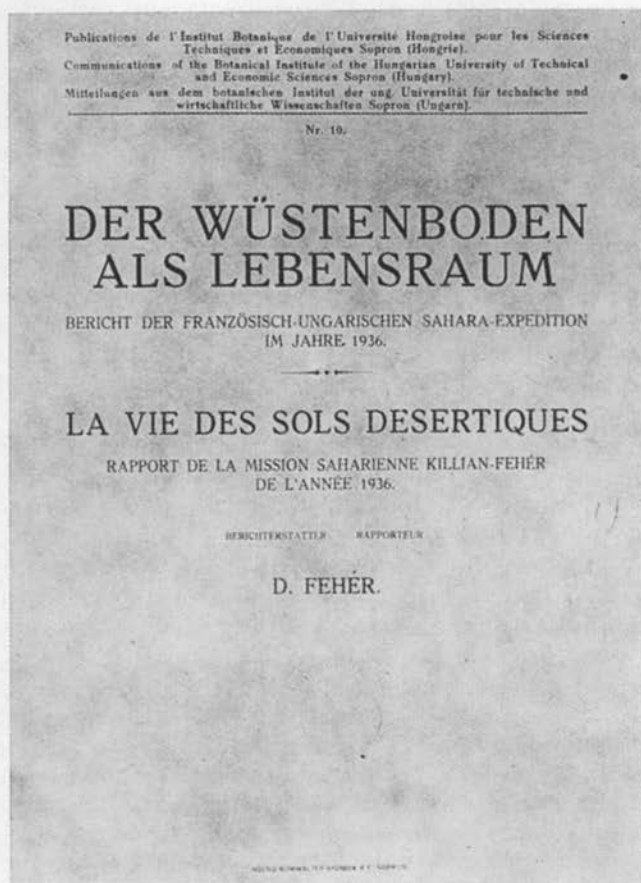 Publications de l'Institut Botanique de l'Université Hongroise pour les Sciences
Techniques et Economiques Sopron (Hongrie).
Communications of the Botanical Institute of the Hungarian University of Technical
and Economic Sciences Sopron (Hungary).
Mitteilungen aus dem botanischen Institut der ung. Universität für technische und
wirtschaftliche Wissenschaften Sopron (Ungarn).
Nr. 10.
DER WÜSTENBODEN
ALS LEBENSRAUM
BERICHT DER FRANZÖSISCH-UNGARISCHEN SAHARA-EXPEDITION
IM JAHRE 1936.
LA VIE DES SOLS DESERTIQUES
RAPPORT DE LA MISSION SAHARIENNE KILLIAN-FEHÉR
DE L'ANNÉE 1936.
BERICHTERSTATTER RAPPORTEUR
D. FEHÉR.